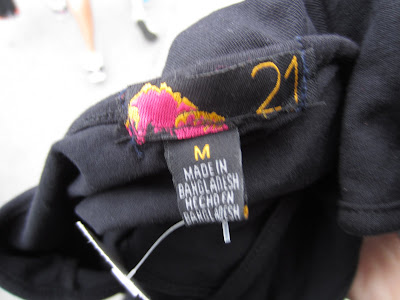 21
M
MADE IN
BANGLADESH
HECHO EN
BANGLADESH